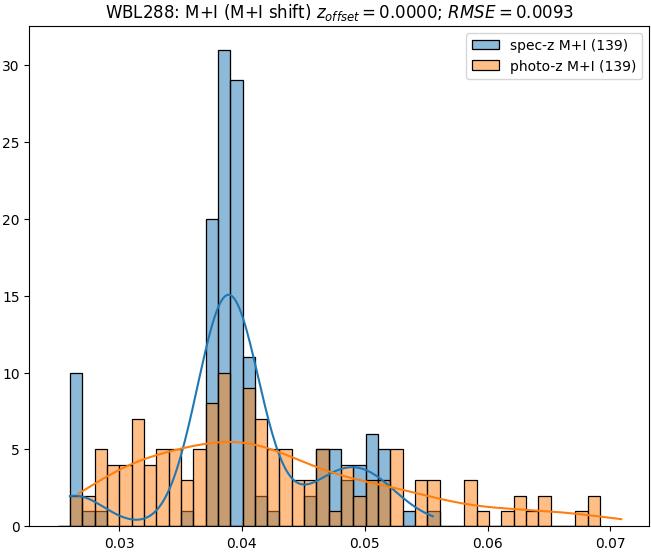 WBL288: M+I (M+I shift) z_offset = 0.0000; RMSE = 0.0093
spec-z M+I (139)
photo-z M+I (139)
30
25
20
15
10
5
0
0.03 0.04 0.05 0.06 0.07